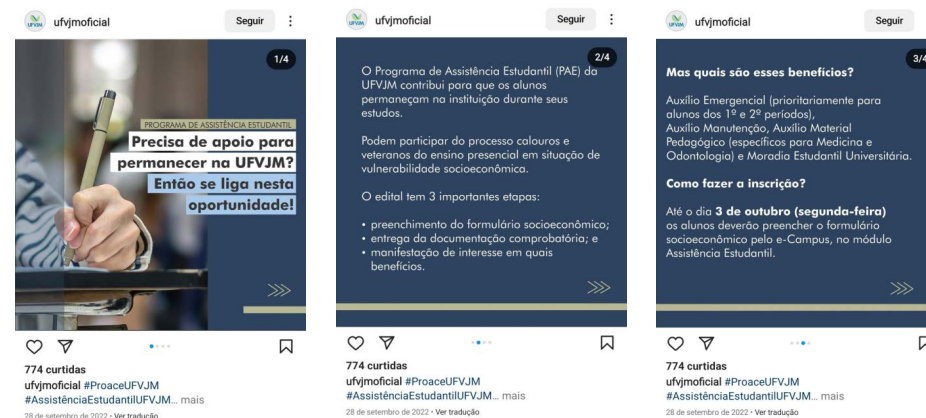 ufvjmoficial
Seguir
1/4
PROGRAMA DE ASSISTÊNCIA ESTUDANTIL
Precisa de apoio para
permanecer na UFVJM?
Então se liga nesta
oportunidade!
774 curtidas
ufvjmoficial #ProaceUFVJM
#AssistênciaEstudantilUFVJM... mais
28 de setembro de 2022 • Ver tradução
ufvjmoficial
Seguir
2/4
O Programa de Assistência Estudantil (PAE) da
UFVJM contribui para que os alunos
permaneçam na instituição durante seus
estudos.
Podem participar do processo calouros e
veteranos do ensino presencial em situação de
vulnerabilidade socioeconômica.
O edital tem 3 importantes etapas:
• preenchimento do formulário socioeconômico;
• entrega da documentação comprobatória; e
• manifestação de interesse em quais
benefícios.
774 curtidas
ufvjmoficial #ProaceUFVJM
#AssistênciaEstudantilUFVJM... mais
28 de setembro de 2022 • Ver tradução
ufvjmoficial
Seguir
3/4
Mas quais são esses benefícios?
Auxílio Emergencial (prioritariamente para
alunos dos 1º e 2º períodos),
Auxílio Manutenção, Auxílio Material
Pedagógico (específicos para Medicina e
Odontologia) e Moradia Estudantil Universitária.
Como fazer a inscrição?
Até o dia 3 de outubro (segunda-feira)
os alunos deverão preencher o formulário
socioeconômico pelo e-Campus, no módulo
Assistência Estudantil.
774 curtidas
ufvjmoficial #ProaceUFVJM
#AssistênciaEstudantilUFVJM... mais
28 de setembro de 2022 • Ver tradução